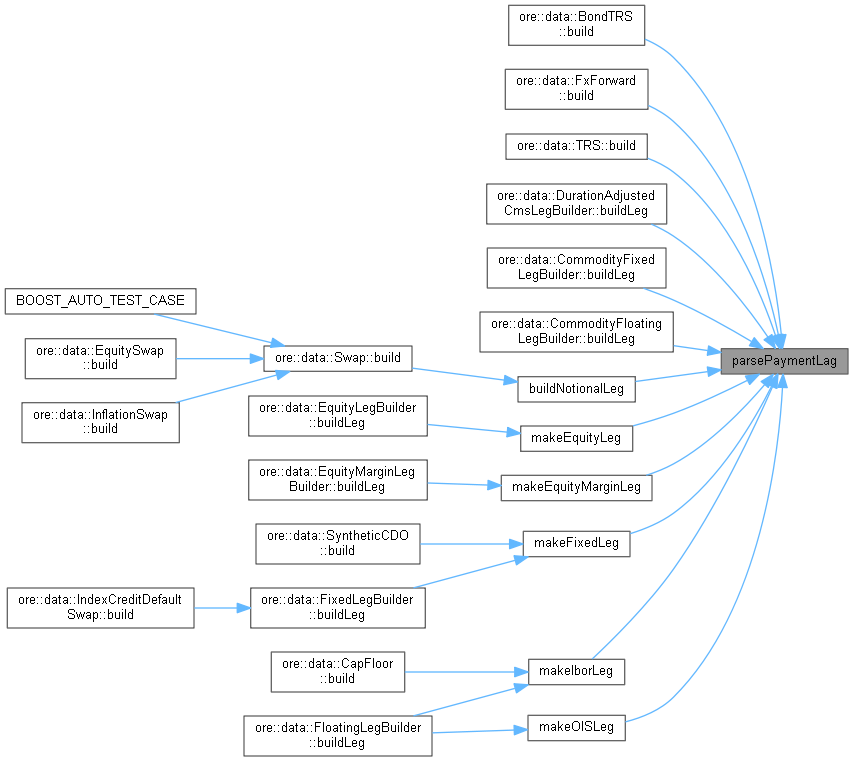 ore::data::BondTRS
::build
ore::data::FxForward
::build
ore::data::TRS::build
ore::data::DurationAdjusted
CmsLegBuilder::buildLeg
ore::data::CommodityFixed
LegBuilder::buildLeg
BOOST_AUTO_TEST_CASE
ore::data::CommodityFloating
LegBuilder::buildLeg
ore::data::EquitySwap
::build
ore::data::Swap::build
parsePaymentLag
buildNotionalLeg
ore::data::InflationSwap
::build
ore::data::EquityLegBuilder
::buildLeg
makeEquityLeg
ore::data::EquityMarginLeg
Builder::buildLeg
makeEquityMarginLeg
ore::data::SyntheticCDO
::build
makeFixedLeg
ore::data::IndexCreditDefault
Swap::build
ore::data::FixedLegBuilder
::buildLeg
ore::data::CapFloor
::build
makeIborLeg
ore::data::FloatingLegBuilder
::buildLeg
makeOISLeg